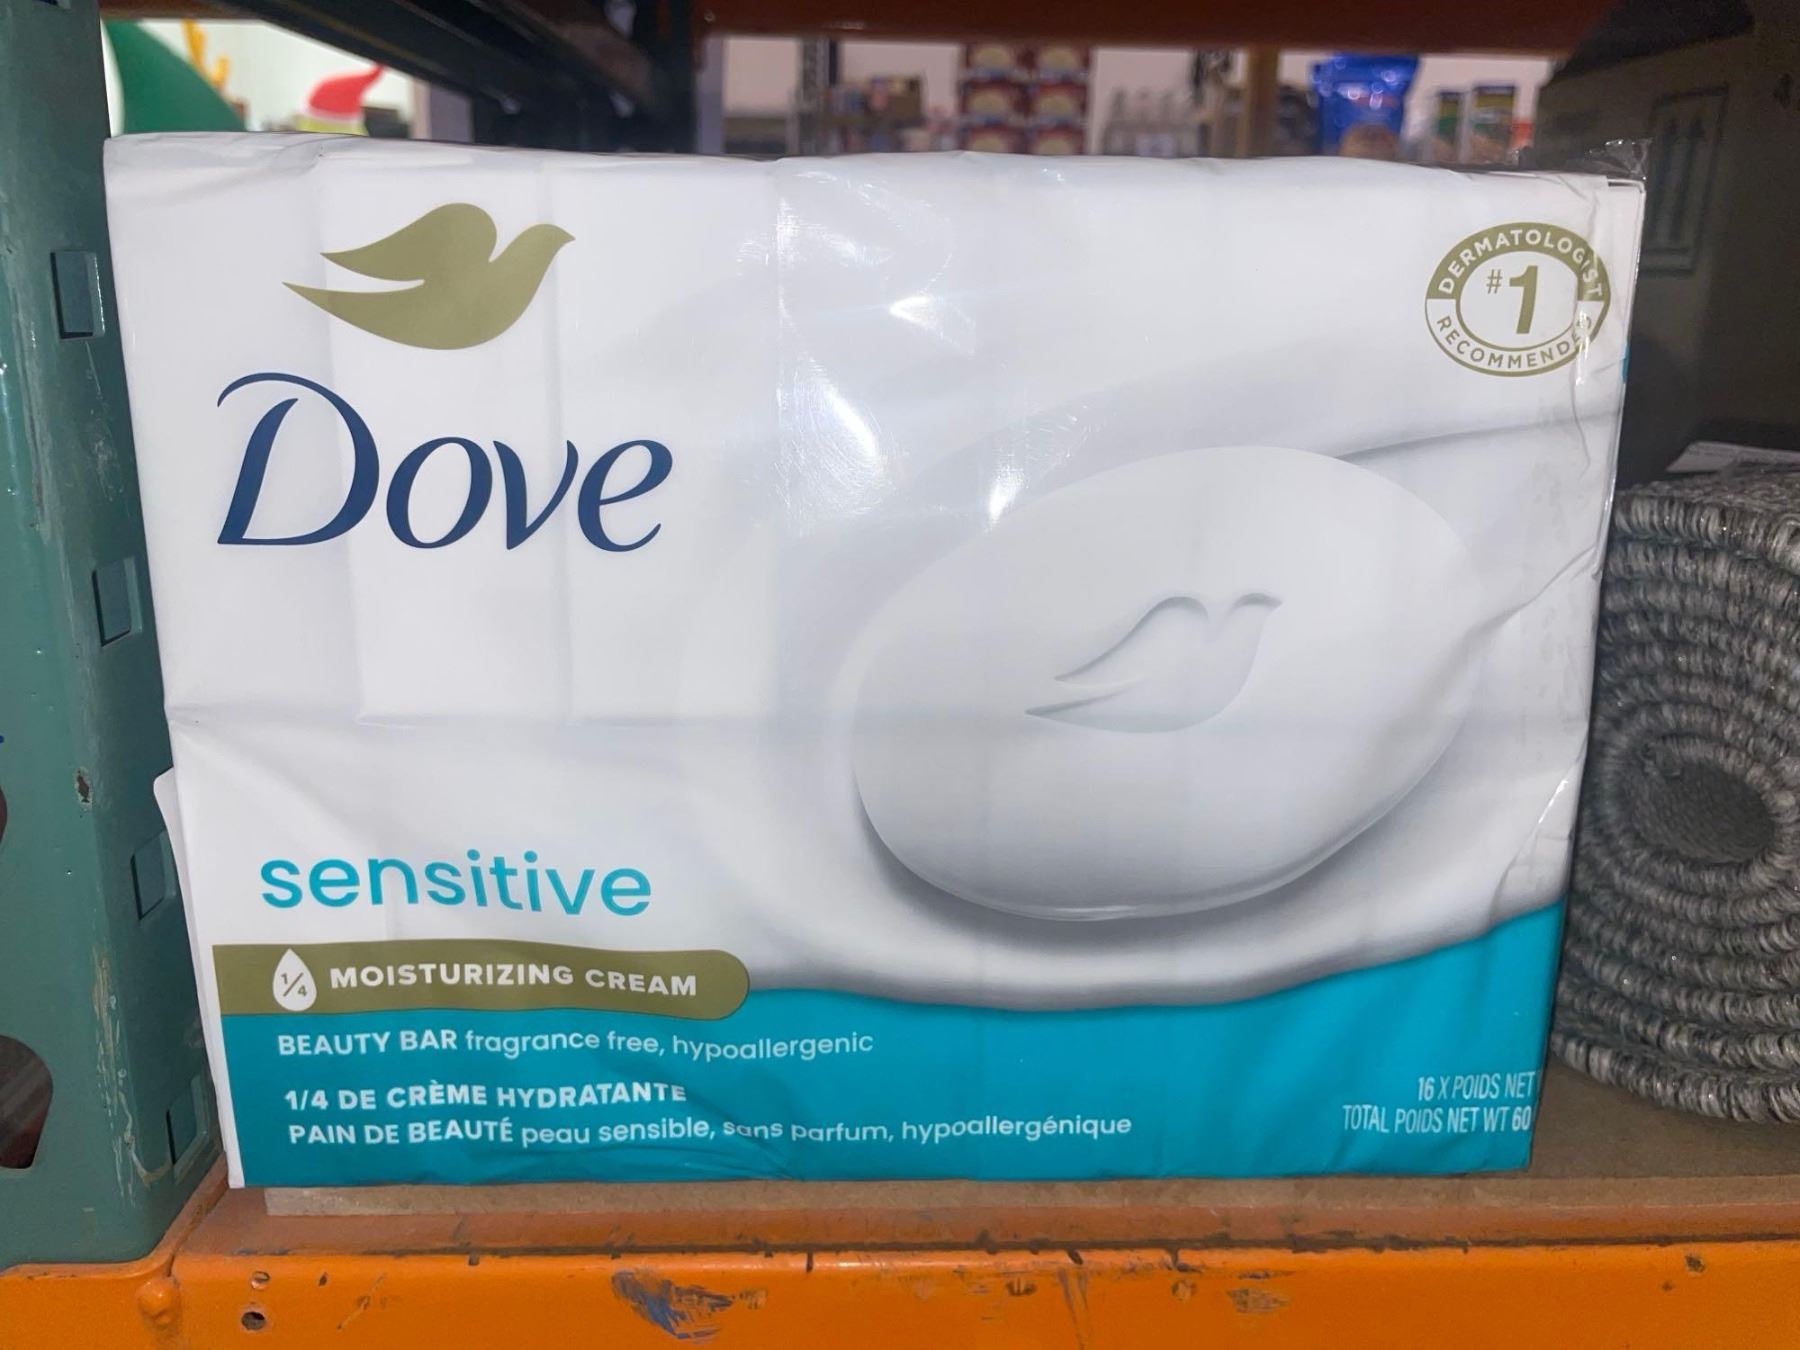 Dove
DERMATOLOGIST
#1
RECOMMENDED
sensitive
1/4 MOISTURIZING CREAM
BEAUTY BAR fragrance free, hypoallergenic
1/4 DE CRÈME HYDRATANTE
PAIN DE BEAUTÉ peau sensible, sans parfum, hypoallergénique
16 X POIDS NET
TOTAL POIDS NET WT 60